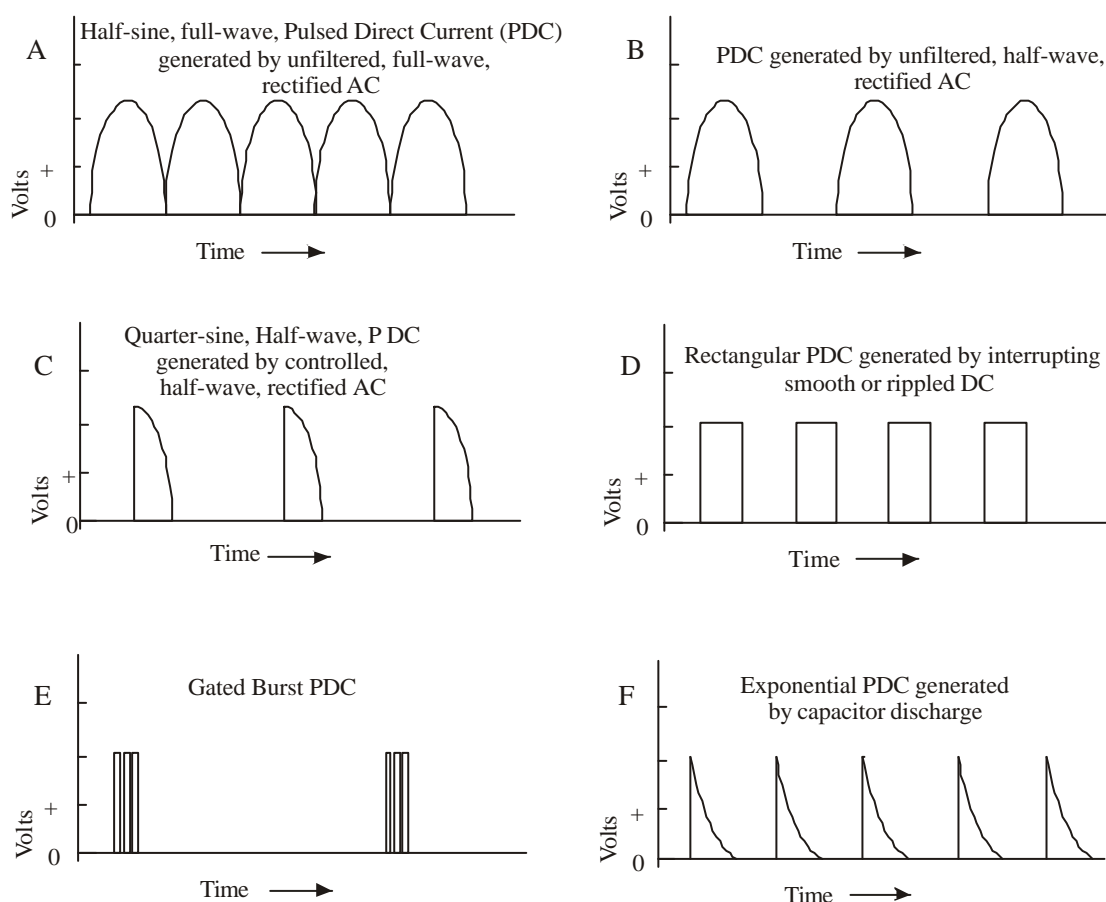 A
Half-sine, full-wave, Pulsed Direct Current (PDC)
generated by unfiltered, full-wave,
rectified AC
Volts
+
0
Time
B
PDC generated by unfiltered, half-wave,
rectified AC
Volts
+
0
Time
C
Quarter-sine, Half-wave, P DC
generated by controlled,
half-wave, rectified AC
Volts
+
0
Time
D
Rectangular PDC generated by interrupting
smooth or rippled DC
Volts
+
0
Time
E
Gated Burst PDC
Volts
+
0
Time
F
Exponential PDC generated
by capacitor discharge
Volts
+
0
Time